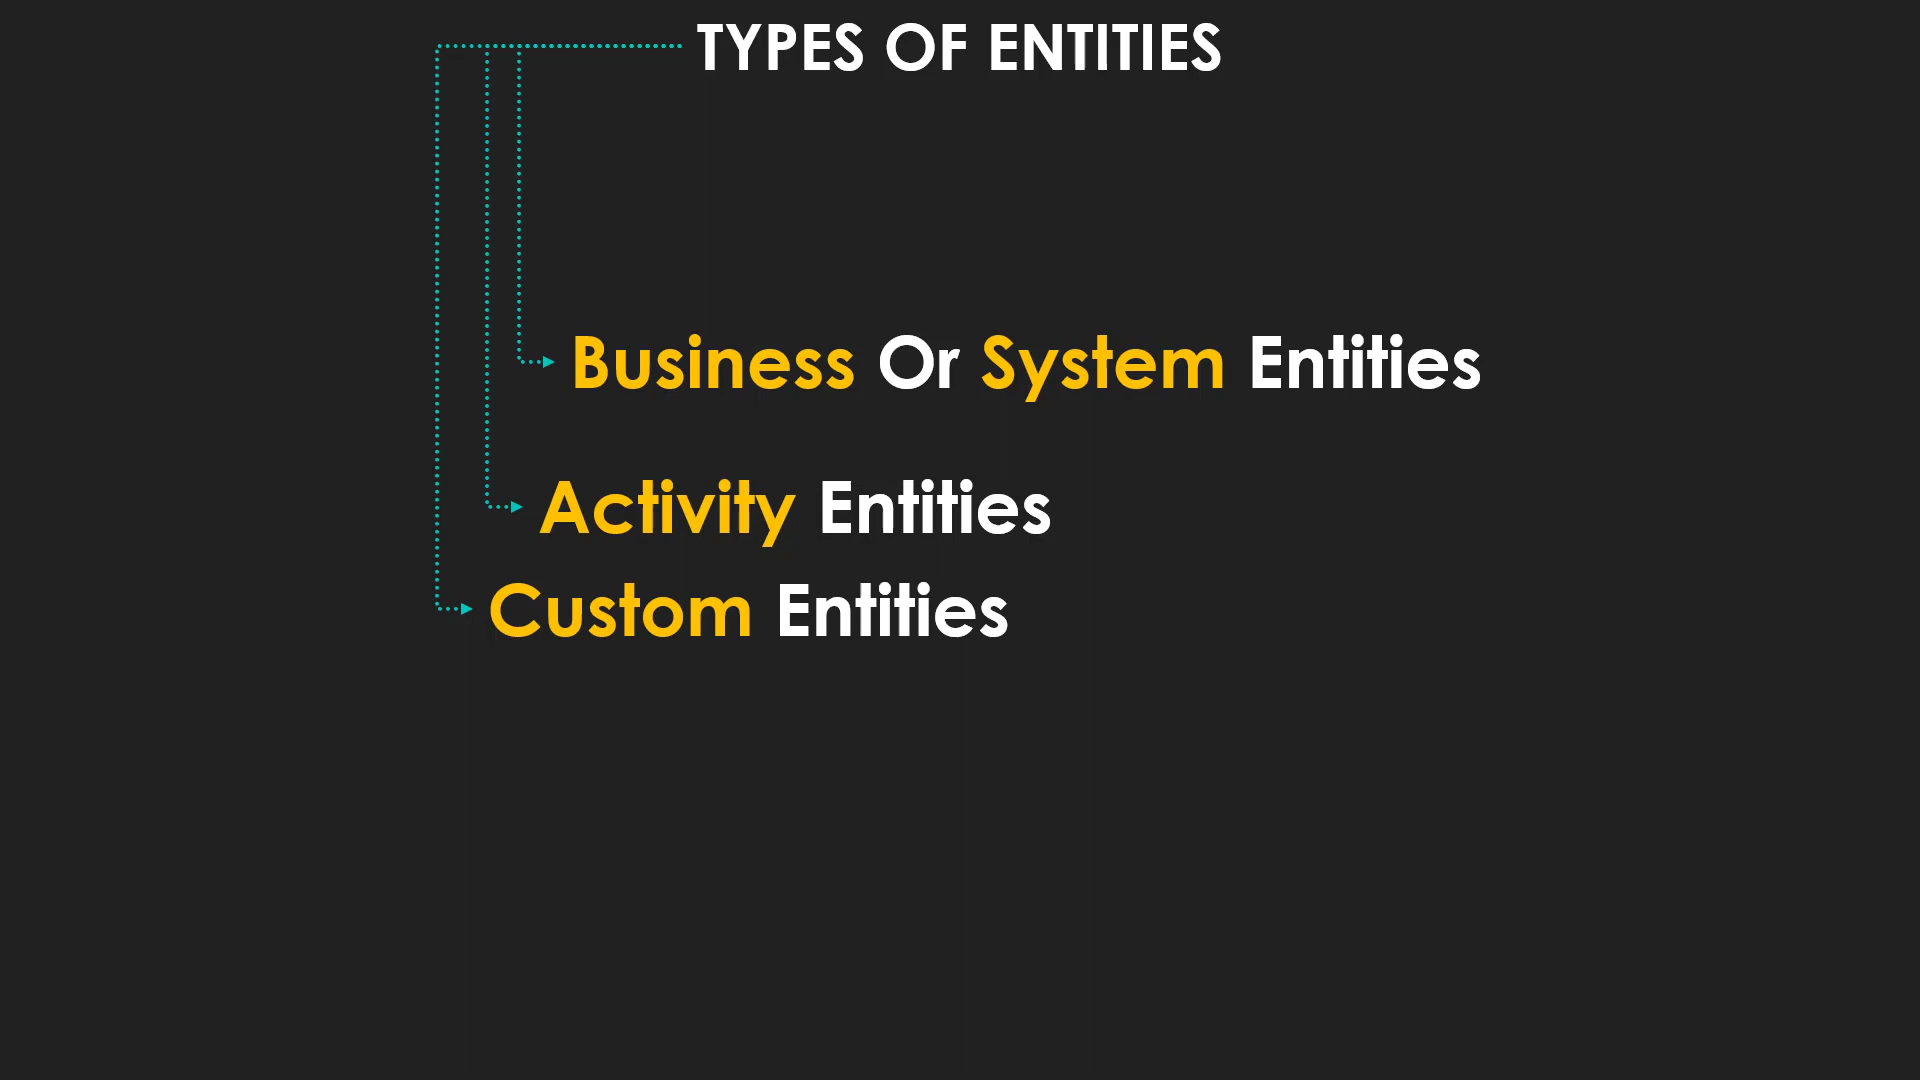 TYPES OF ENTITIES
Business Or System Entities
Activity Entities
Custom Entities